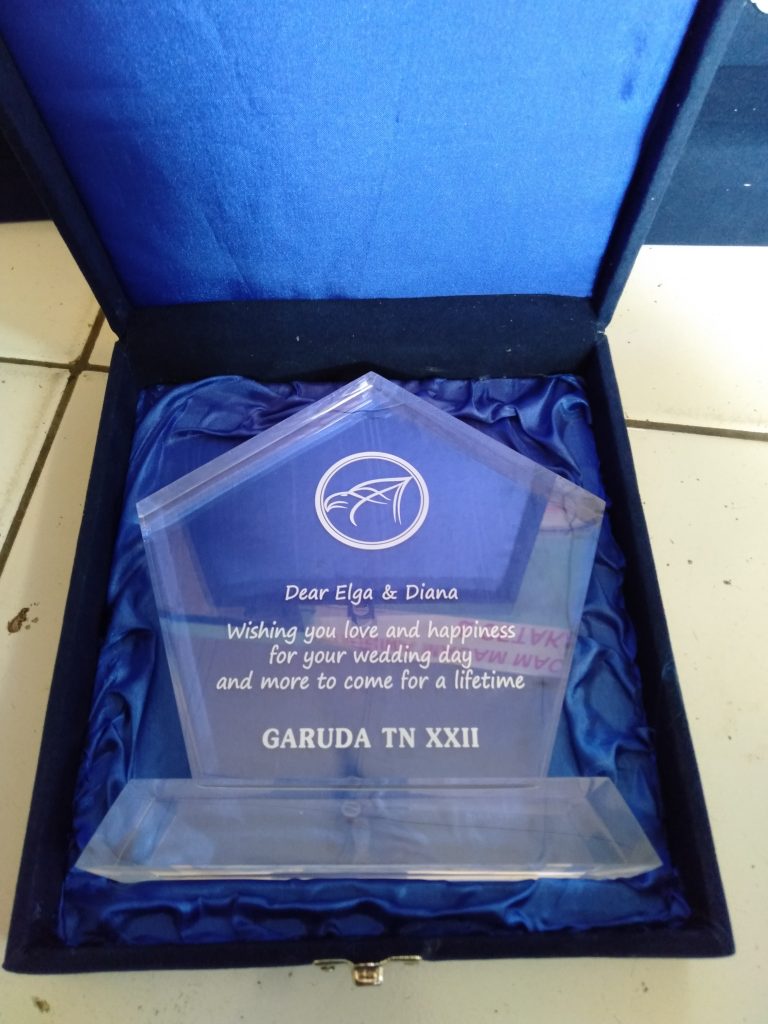 Dear Elga & Diana
Wishing you love and happiness
for your wedding day
and more to come for a lifetime
GARUDA TN XXII